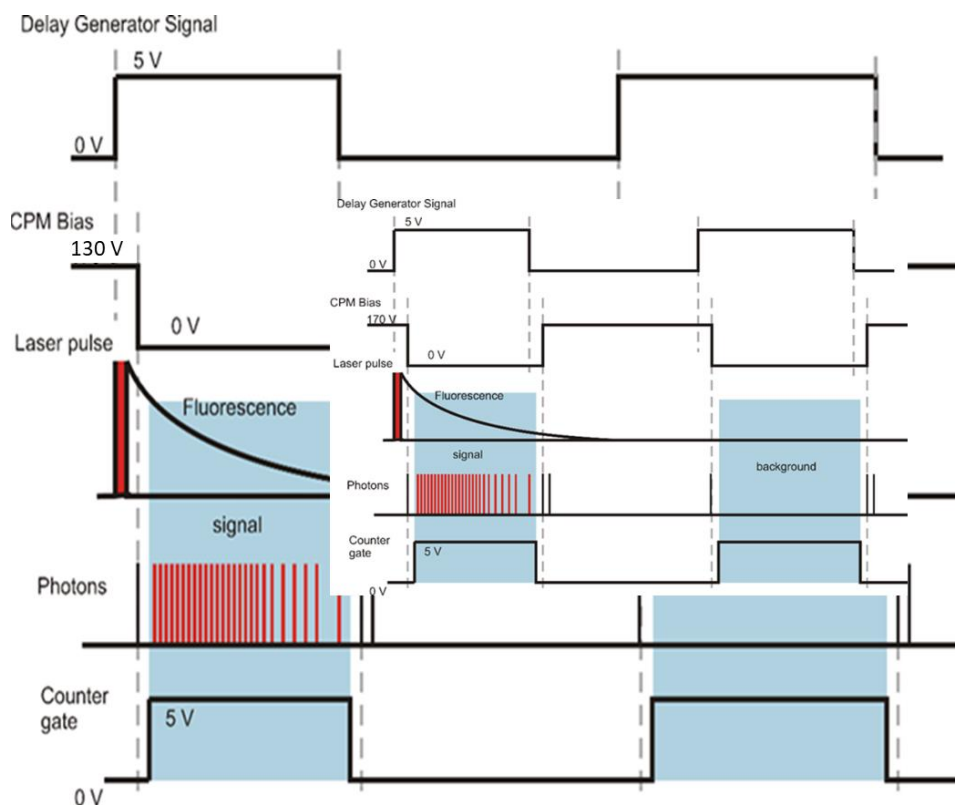 Delay Generator Signal
5 V
0 V
CPM Bias
130 V
0 V
Laser pulse
Fluorescence
signal
Photons
Counter
gate
5 V
0 V
Delay Generator Signal
5 V
0 V
CPM Bias
170 V
0 V
Laser pulse
Fluorescence
signal
background
Photons
Counter
gate
5 V
0 V